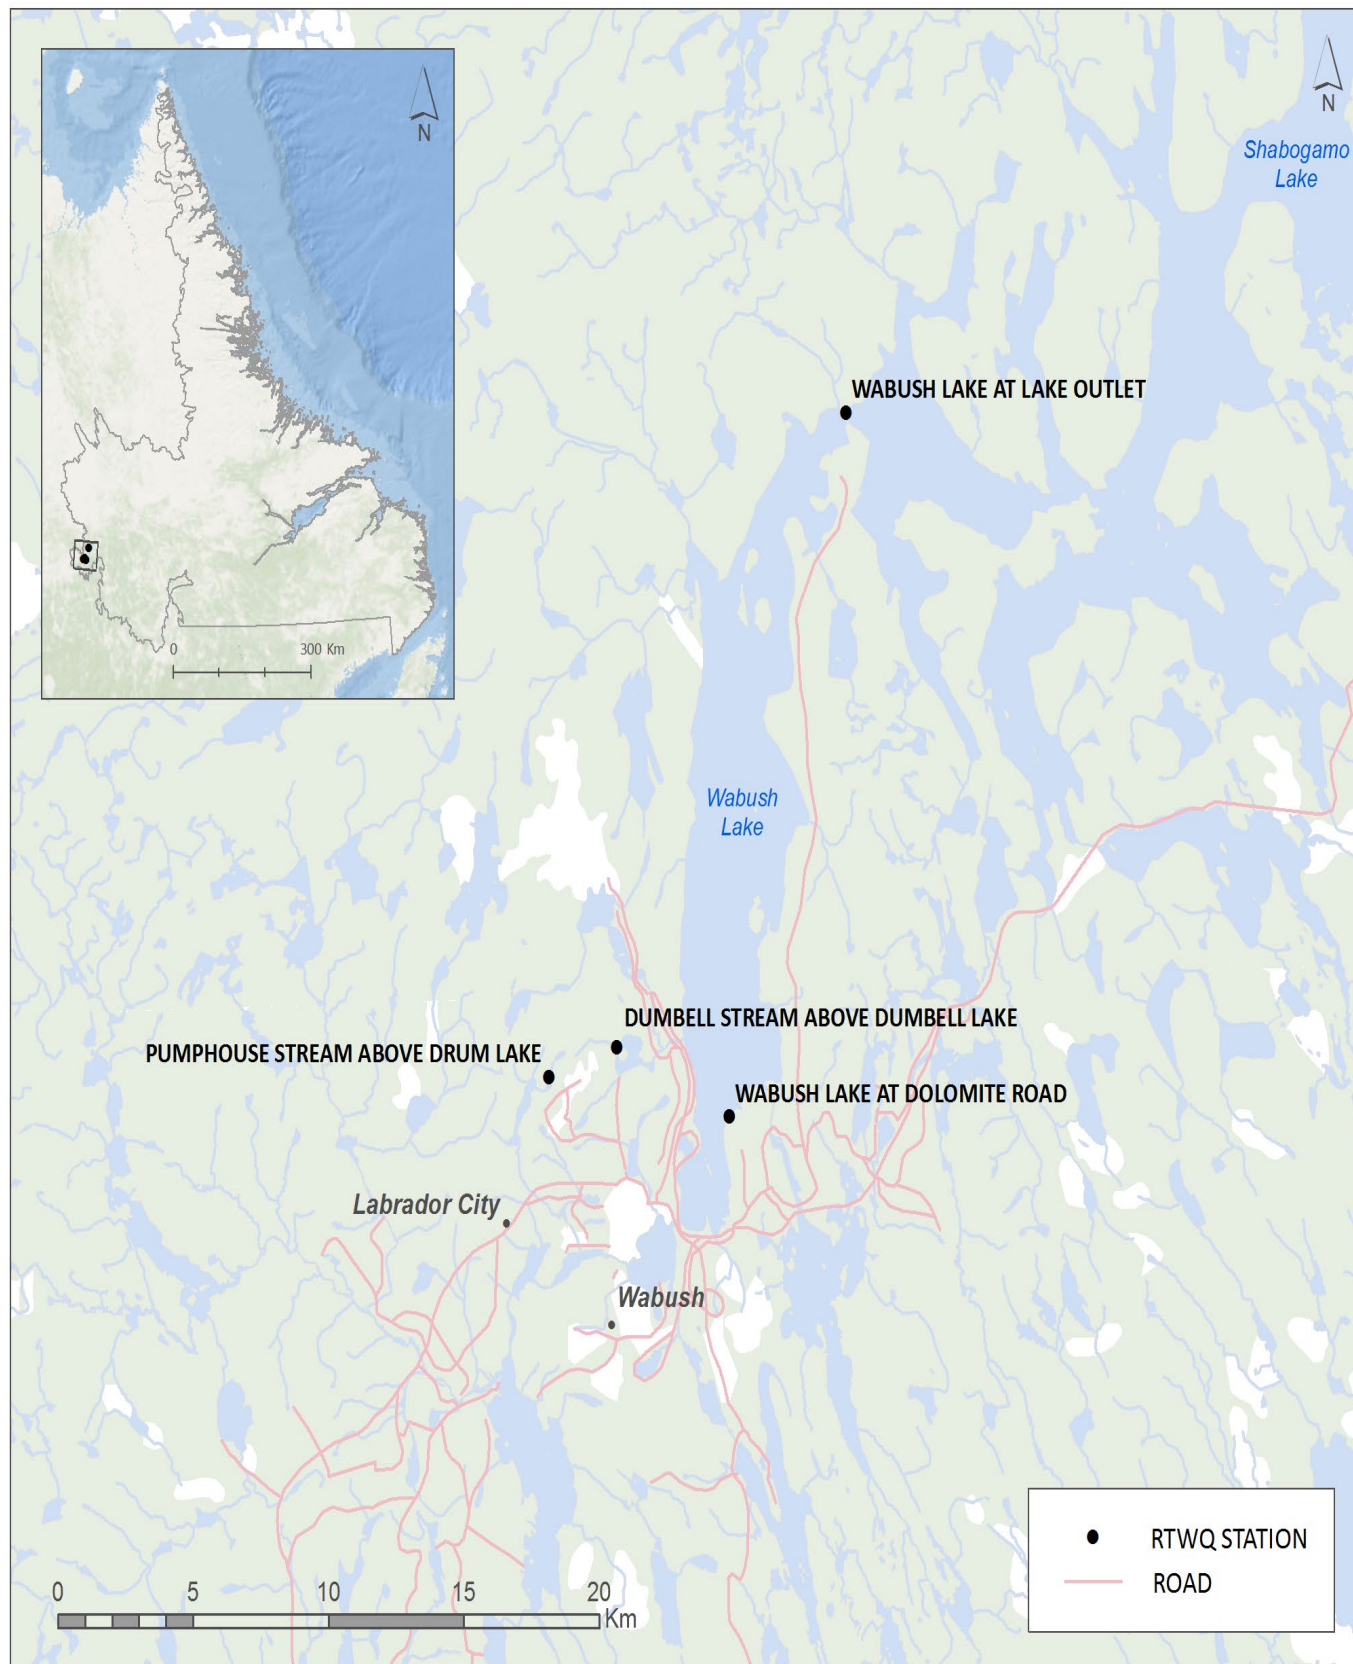 N
N
Shabogamo
Lake
WABUSH LAKE AT LAKE OUTLET
0 300 Km
Wabush
Lake
DUMBELL STREAM ABOVE DUMBELL LAKE
PUMPHOUSE STREAM ABOVE DRUM LAKE
WABUSH LAKE AT DOLOMITE ROAD
Labrador City
Wabush
RTWQ STATION
ROAD
0 5 10 15 20
Km